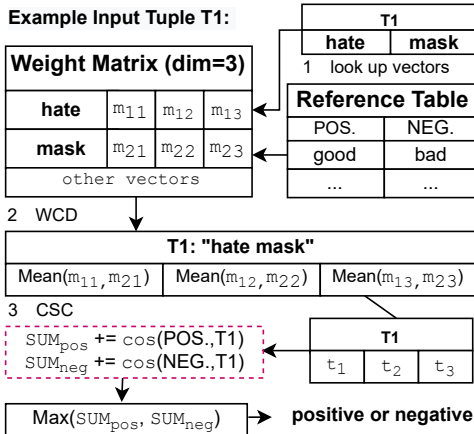 Example Input Tuple T1:
T1
hate mask
1 look up vectors
Weight Matrix (dim=3)
hate m11 m12 m13
mask m21 m22 m23
other vectors
Reference Table
POS. NEG.
good bad
... ...
2 WCD
T1: "hate mask"
Mean(m11,m21) Mean(m12,m22) Mean(m13,m23)
3 CSC
SUMpos += cos(POS.,T1)
SUMneg += cos(NEG.,T1)
T1
t1 t2 t3
Max(SUMpos, SUMneg)
positive or negative